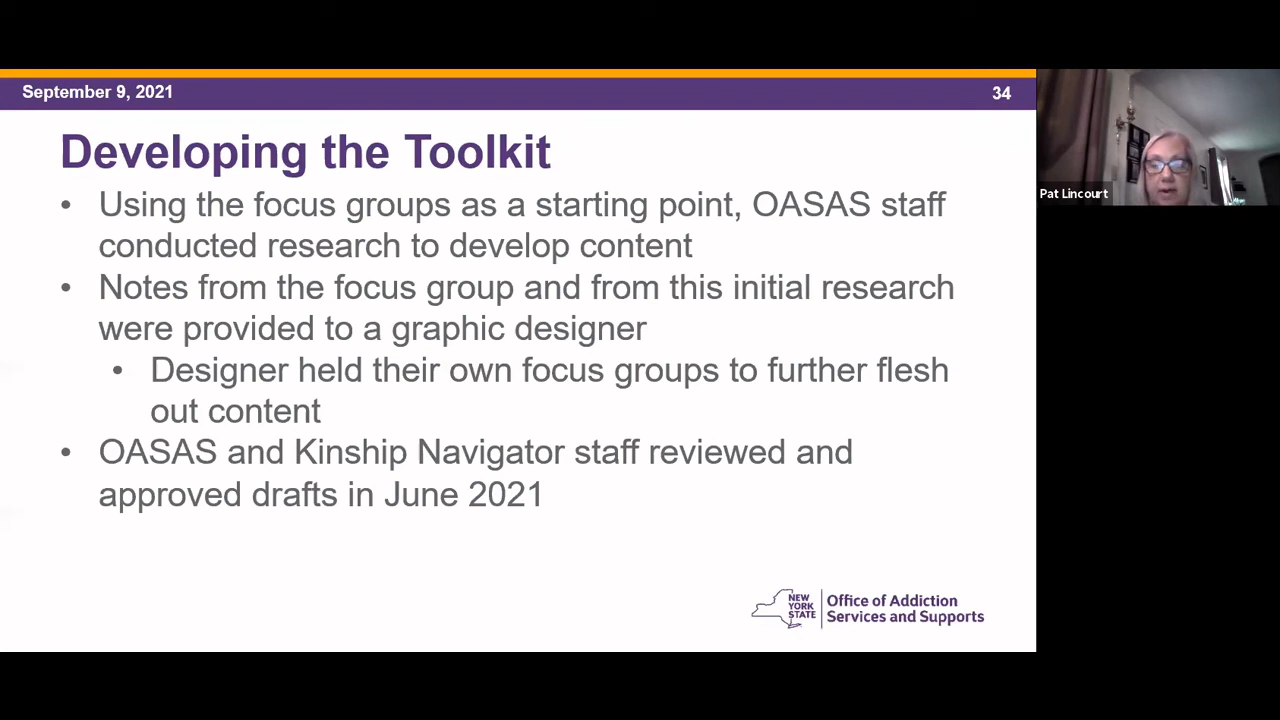 September 9, 2021
34
Developing the Toolkit
• Using the focus groups as a starting point, OASAS staff
conducted research to develop content
• Notes from the focus group and from this initial research
were provided to a graphic designer
• Designer held their own focus groups to further flesh
out content
• OASAS and Kinship Navigator staff reviewed and
approved drafts in June 2021
NEW
YORK
STATE
Office of Addiction
Services and Supports
Pat Lincourt